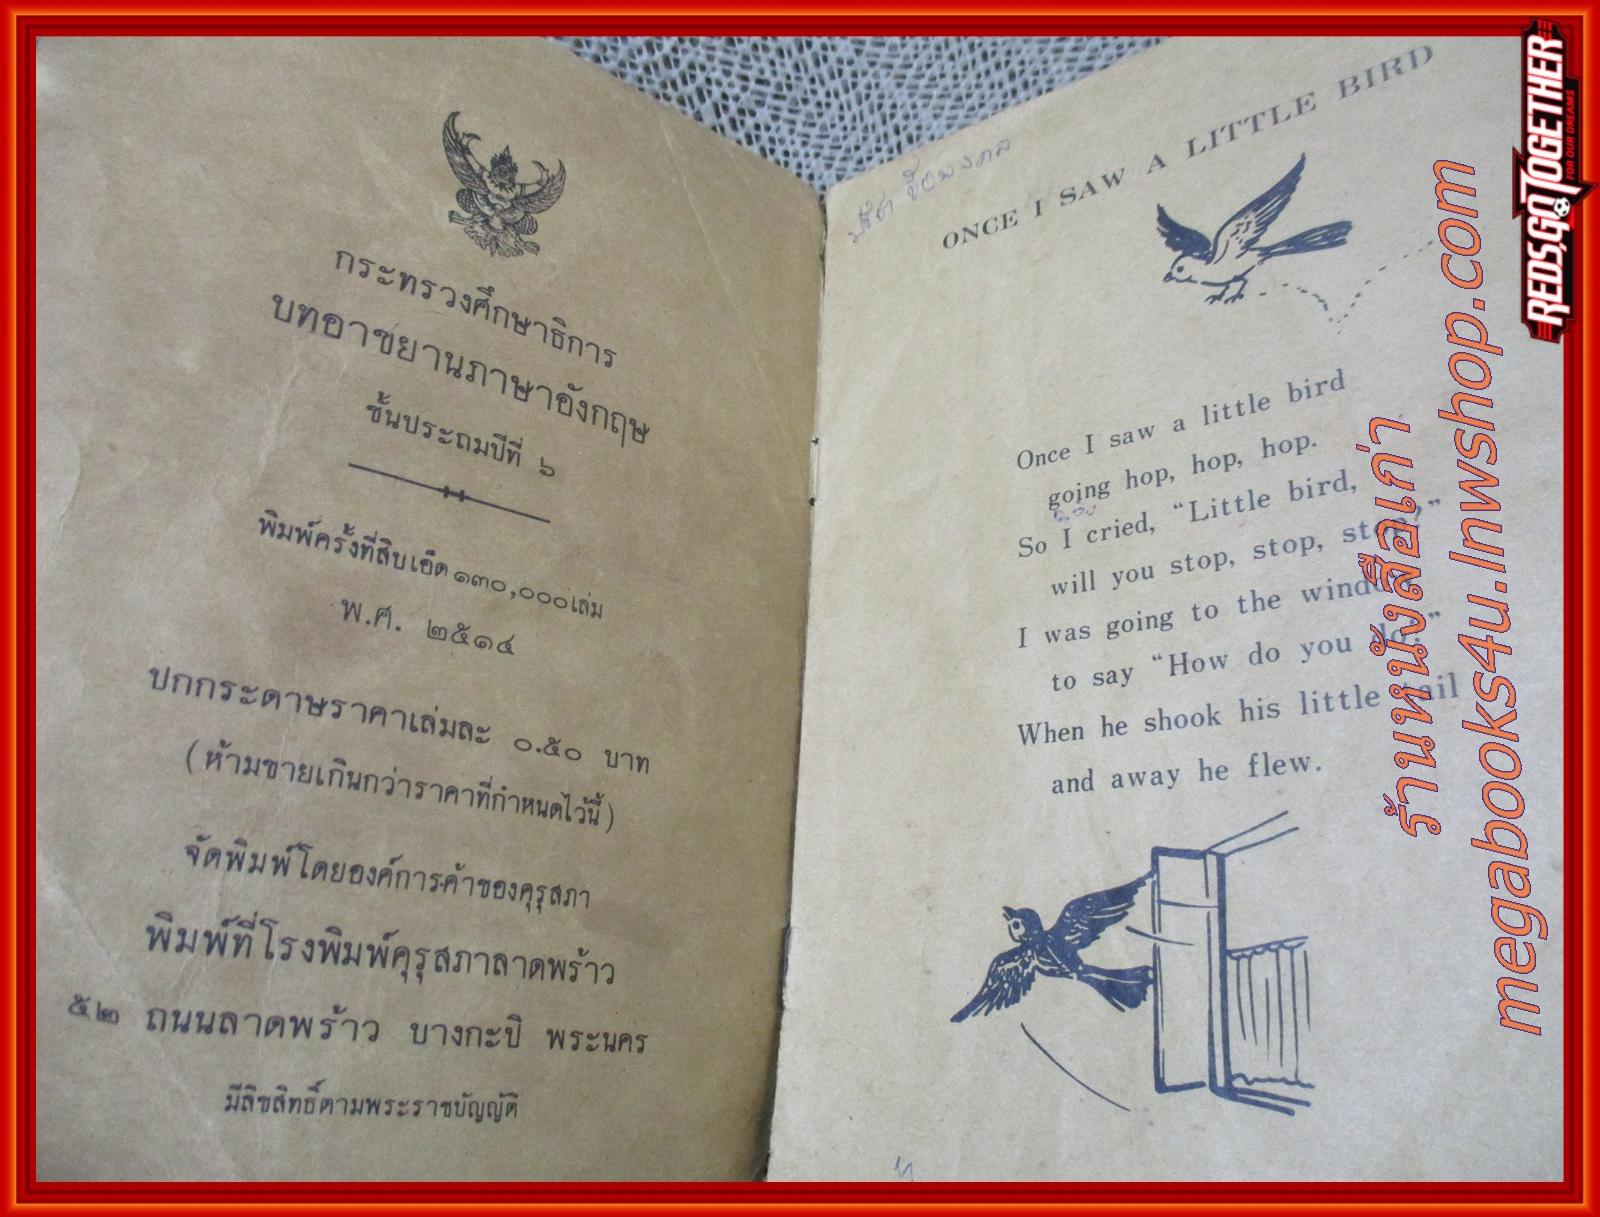 กระทรวงศึกษาธิการ
บทอาขยานภาษาอังกฤษ
ชั้นประถมปีที่ ๖
พิมพ์ครั้งที่สิบเอ็ด ๑๓๐,๐๐๐ เล่ม
พ.ศ. ๒๕๑๔
ปกกระดาษราคาเล่มละ ๐.๕๐ บาท
(ห้ามขายเกินกว่าราคาที่กำหนดไว้นี้)
จัดพิมพ์โดยองค์การค้าของคุรุสภา
พิมพ์ที่โรงพิมพ์คุรุสภาลาดพร้าว
๕๒ ถนนลาดพร้าว บางกะปิ พระนคร
มีลิขสิทธิ์ตามพระราชบัญญัติ
ONCE I SAW A LITTLE BIRD
Once I saw a little bird
going hop, hop, hop.
So I cried, “Little bird,
will you stop, stop, stop?”
I was going to the window
to say “How do you do?”
When he shook his little tail
and away he flew.
ร้านหนังสือเก่า
megabooks4u.lnwshop.com
REDSGOTOGETHER
FOR OUR DREAMS